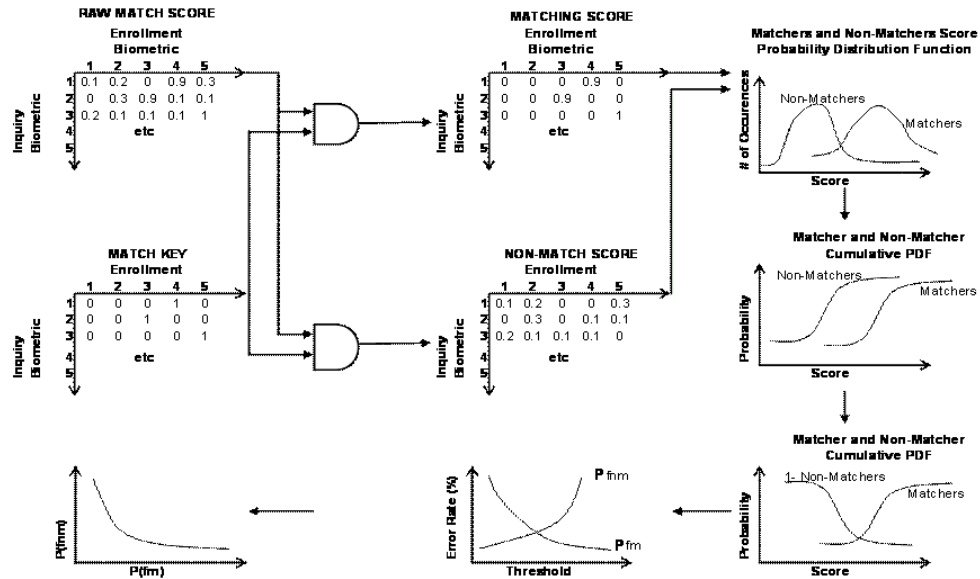 RAW MATCH SCORE
Enrollment
Biometric
1 2 3 4 5
1 0.1 0.2 0 0.9 0.3
2 0 0.3 0.9 0.1 0.1
3 0.2 0.1 0.1 0.1 1
4 etc
5
Inquiry
Biometric
MATCHING SCORE
Enrollment
Biometric
1 2 3 4 5
1 0 0 0 0.9 0
2 0 0 0.9 0 0
3 0 0 0 0 1
4 etc
5
Inquiry
Biometric
Matchers and Non-Matchers Score
Probability Distribution Function
Non-Matchers
Matchers
# of Occurences
Score
MATCH KEY
Enrollment
1 2 3 4 5
1 0 0 0 1 0
2 0 0 1 0 0
3 0 0 0 0 1
4 etc
5
Inquiry
Biometric
NON-MATCH SCORE
Enrollment
1 2 3 4 5
1 0.1 0.2 0 0 0.3
2 0 0.3 0 0.1 0.1
3 0.2 0.1 0.1 0.1 0
4 etc
5
Inquiry
Biometric
Matcher and Non-Matcher
Cumulative PDF
Non-Matchers
Matchers
Probability
Score
Matcher and Non-Matcher
Cumulative PDF
1- Non-Matchers
Matchers
Probability
Score
Error Rate (%)
P fnm
P fm
Threshold
P(fnm)
P(fm)